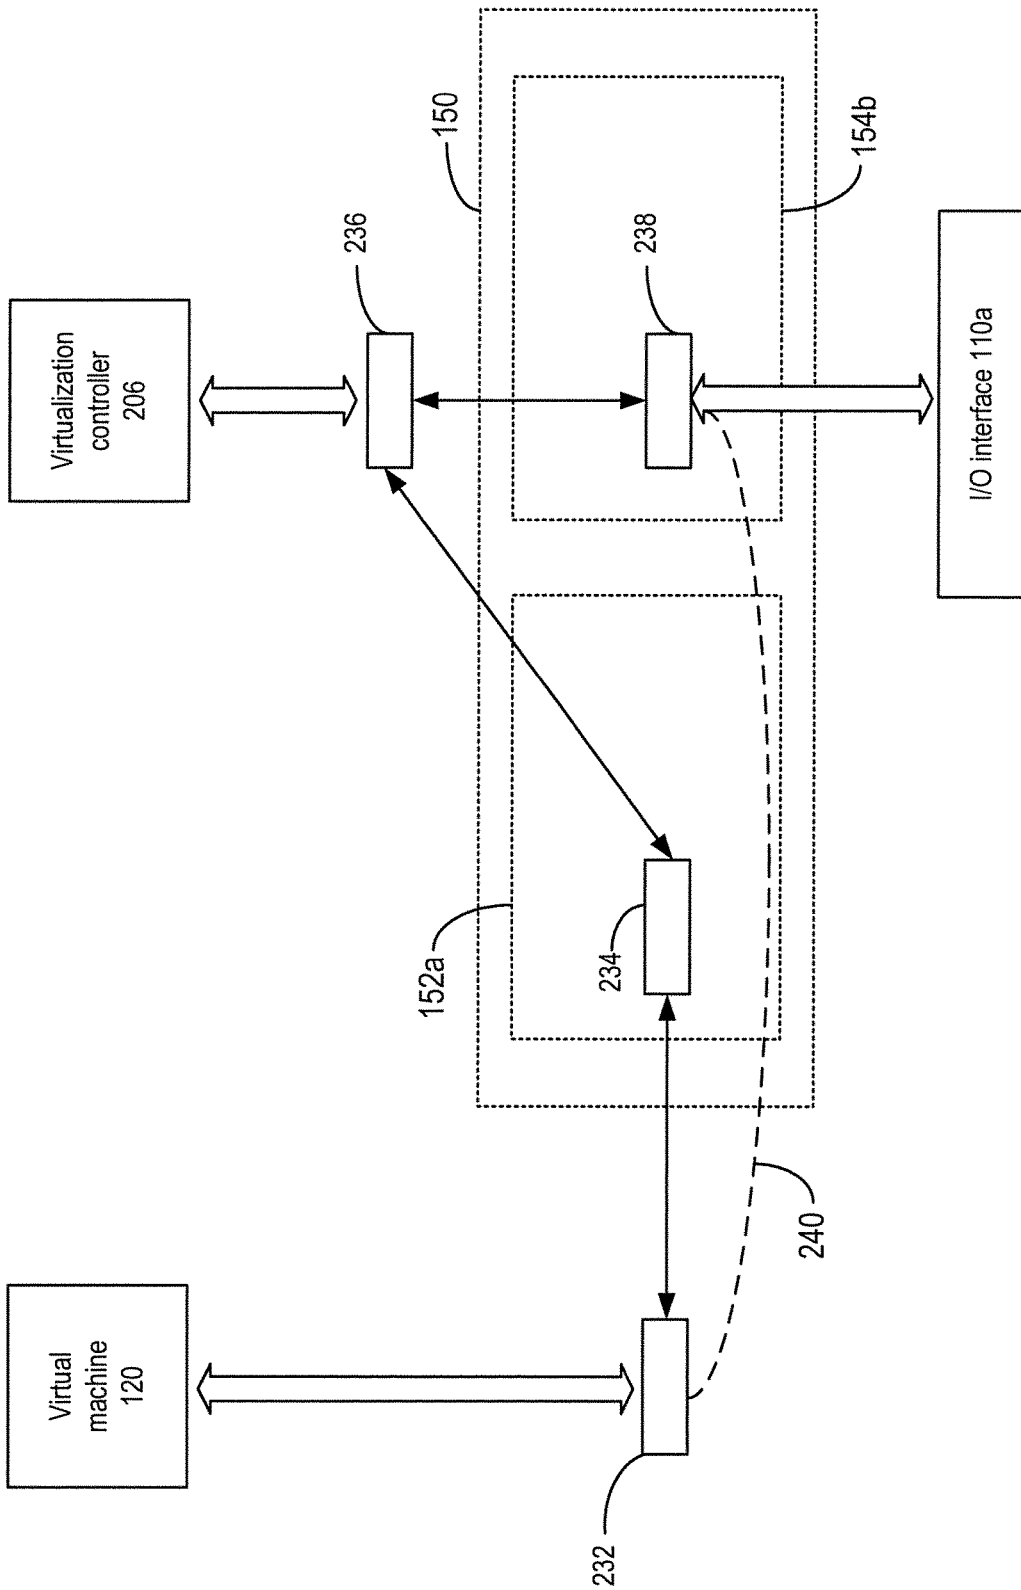 Virtual
machine
120
Virtualization
controller
206
236
150
152a
234
238
154b
232
240
I/O interface 110a